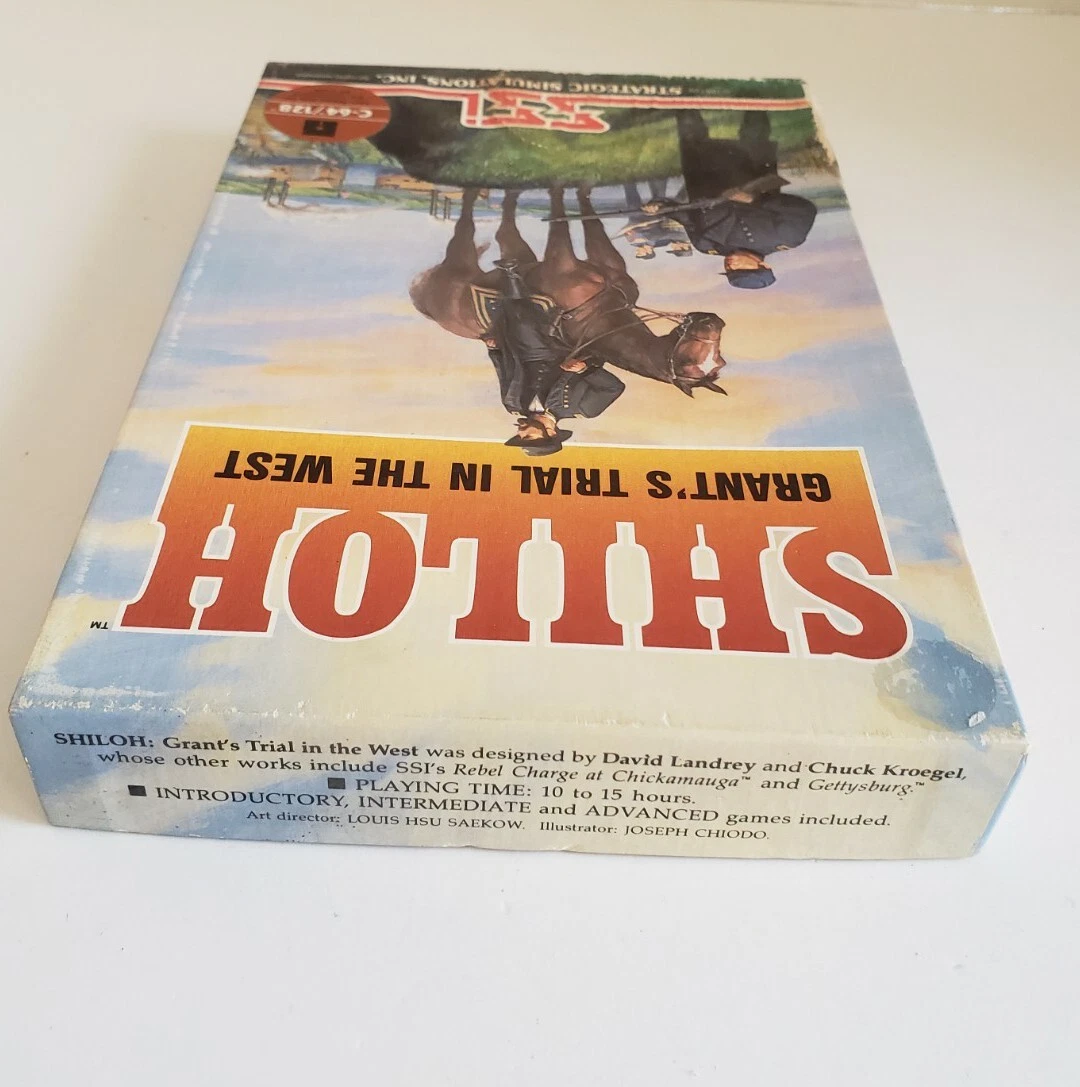 SHILOH
™
GRANT'S TRIAL IN THE WEST
C-64/128
SSI
STRATEGIC SIMULATIONS, INC.
SHILOH: Grant's Trial in the West was designed by David Landrey and Chuck Kroegel,
whose other works include SSI's Rebel Charge at Chickamauga™ and Gettysburg.™
■ PLAYING TIME: 10 to 15 hours.
■ INTRODUCTORY, INTERMEDIATE and ADVANCED games included.
Art director: LOUIS HSU SAEKOW. Illustrator: JOSEPH CHIODO.